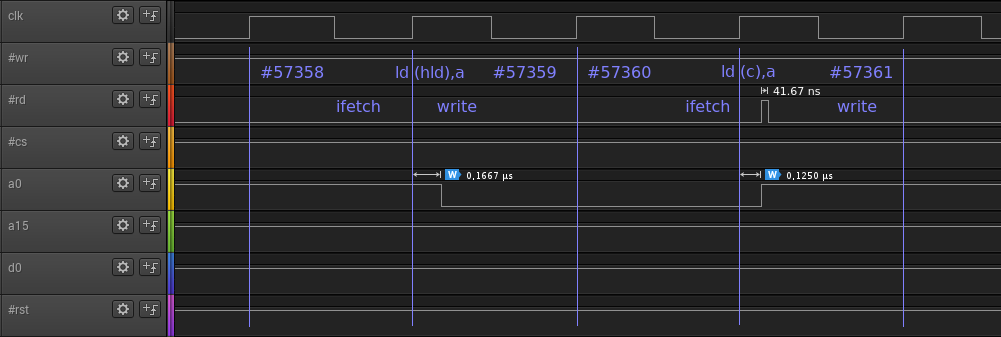 clk
#wr
#57358 ld (hld),a #57359 #57360 ld (c),a #57361
#rd
41.67 ns
ifetch write ifetch write
#cs
a0
W 0,1667 µs W 0,1250 µs
a15
d0
#rst